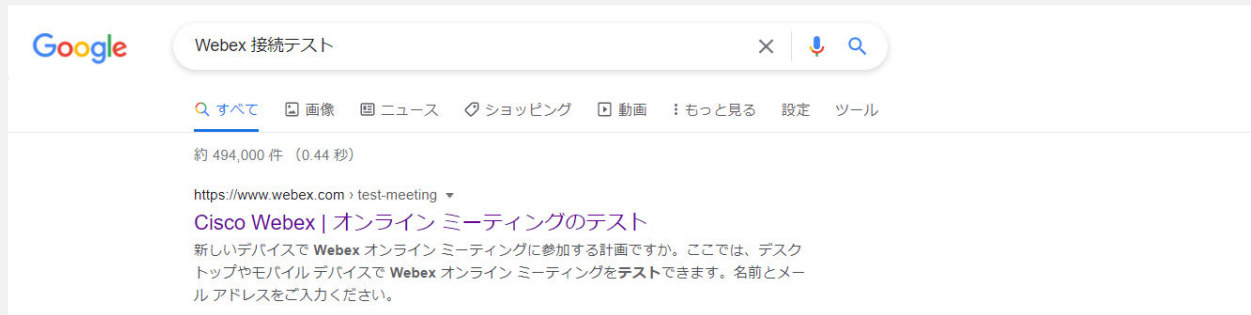 Google
Webex 接続テスト
すべて 画像 ニュース ショッピング 動画 もっと見る 設定 ツール
約 494,000 件 （0.44 秒）
https://www.webex.com › test-meeting
Cisco Webex | オンライン ミーティングのテスト
新しいデバイスで Webex オンライン ミーティングに参加する計画ですか。ここでは、デスク
トップやモバイル デバイスで Webex オンライン ミーティングをテストできます。名前とメー
ル アドレスをご入力ください。